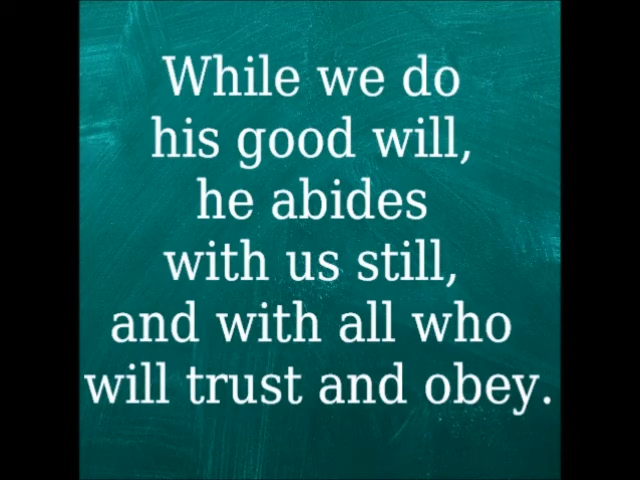 While we do
his good will,
he abides
with us still,
and with all who
will trust and obey.